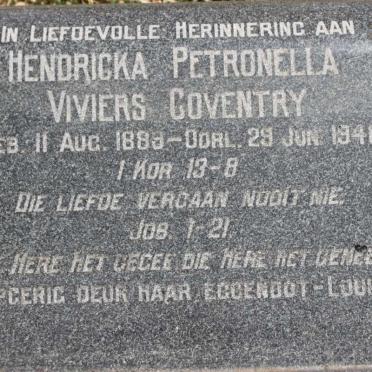 IN LIEFDEVOLLE HERINNERING AAN
HENDRICKA PETRONELLA
VIVIERS COVENTRY
EB. 11 AUG. 1883—OORL. 29 JUN. 194
1 KOR 13-8
DIE LIEFDE VERGAAN NOOIT NIE.
JOB. 1-21.
HERE HET GEGEE DIE HERE HET GENEE
PGERIG DEUR HAAR EGGENOOT-LOUI